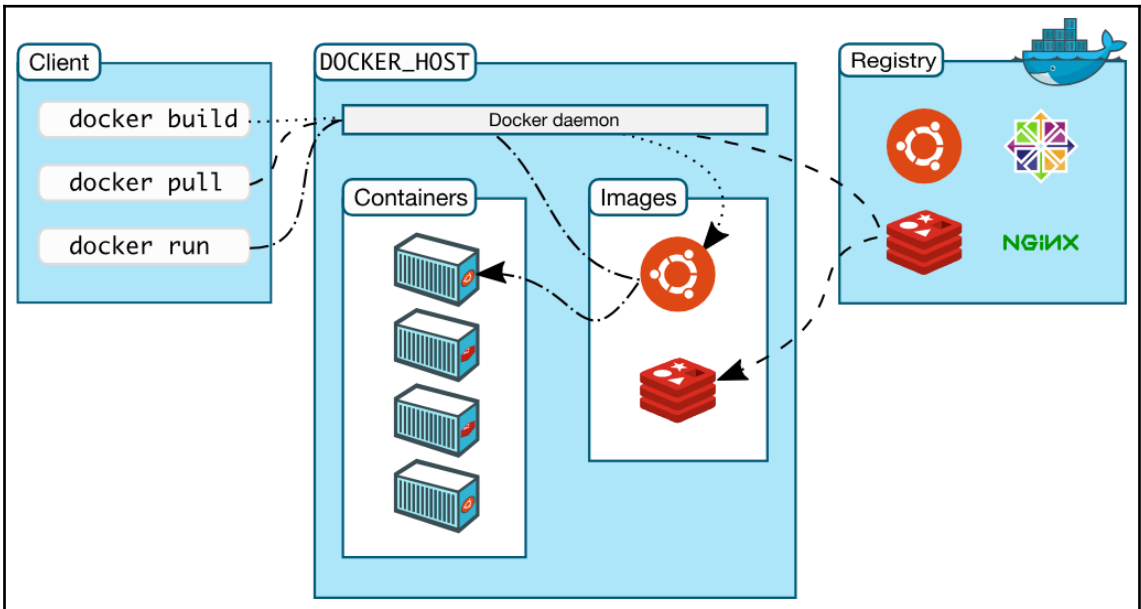 Client
docker build
docker pull
docker run
DOCKER_HOST
Docker daemon
Containers
Images
Registry
NGINX